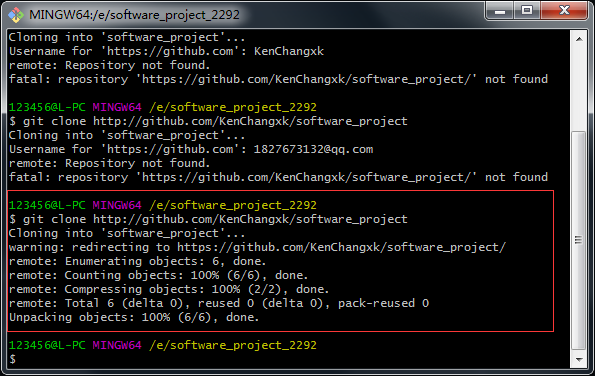 MINGW64:/e/software_project_2292
Cloning into 'software_project'...
Username for 'https://github.com': KenChangxk
remote: Repository not found.
fatal: repository 'https://github.com/KenChangxk/software_project/' not found
123456@L-PC MINGW64 /e/software_project_2292
$ git clone http://github.com/KenChangxk/software_project
Cloning into 'software_project'...
Username for 'https://github.com': 1827673132@qq.com
remote: Repository not found.
fatal: repository 'https://github.com/KenChangxk/software_project/' not found
123456@L-PC MINGW64 /e/software_project_2292
$ git clone http://github.com/KenChangxk/software_project
Cloning into 'software_project'...
warning: redirecting to https://github.com/KenChangxk/software_project/
remote: Enumerating objects: 6, done.
remote: Counting objects: 100% (6/6), done.
remote: Compressing objects: 100% (2/2), done.
remote: Total 6 (delta 0), reused 0 (delta 0), pack-reused 0
Unpacking objects: 100% (6/6), done.
123456@L-PC MINGW64 /e/software_project_2292
$